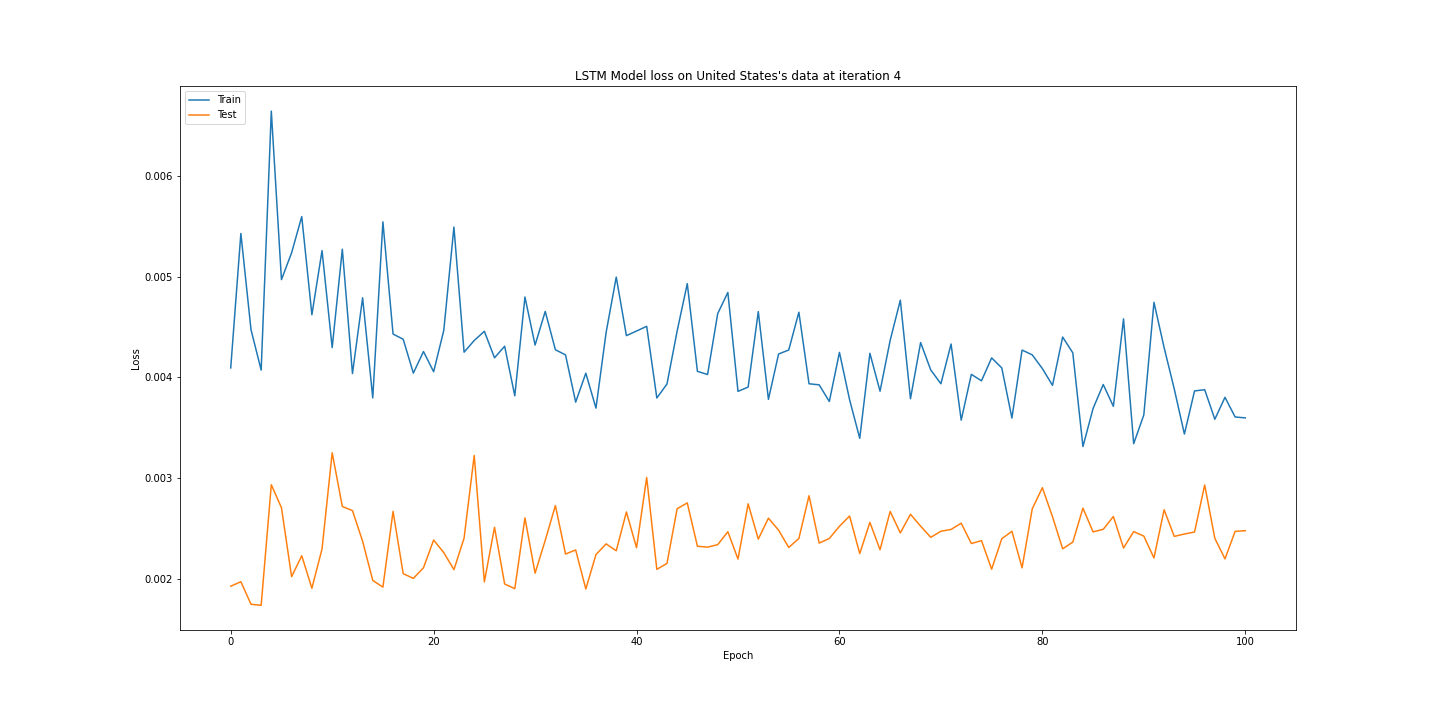 LSTM Model loss on United States's data at iteration 4
Train
Test
0.006
0.005
0.004
0.003
0.002
Loss
0 20 40 60 80 100
Epoch